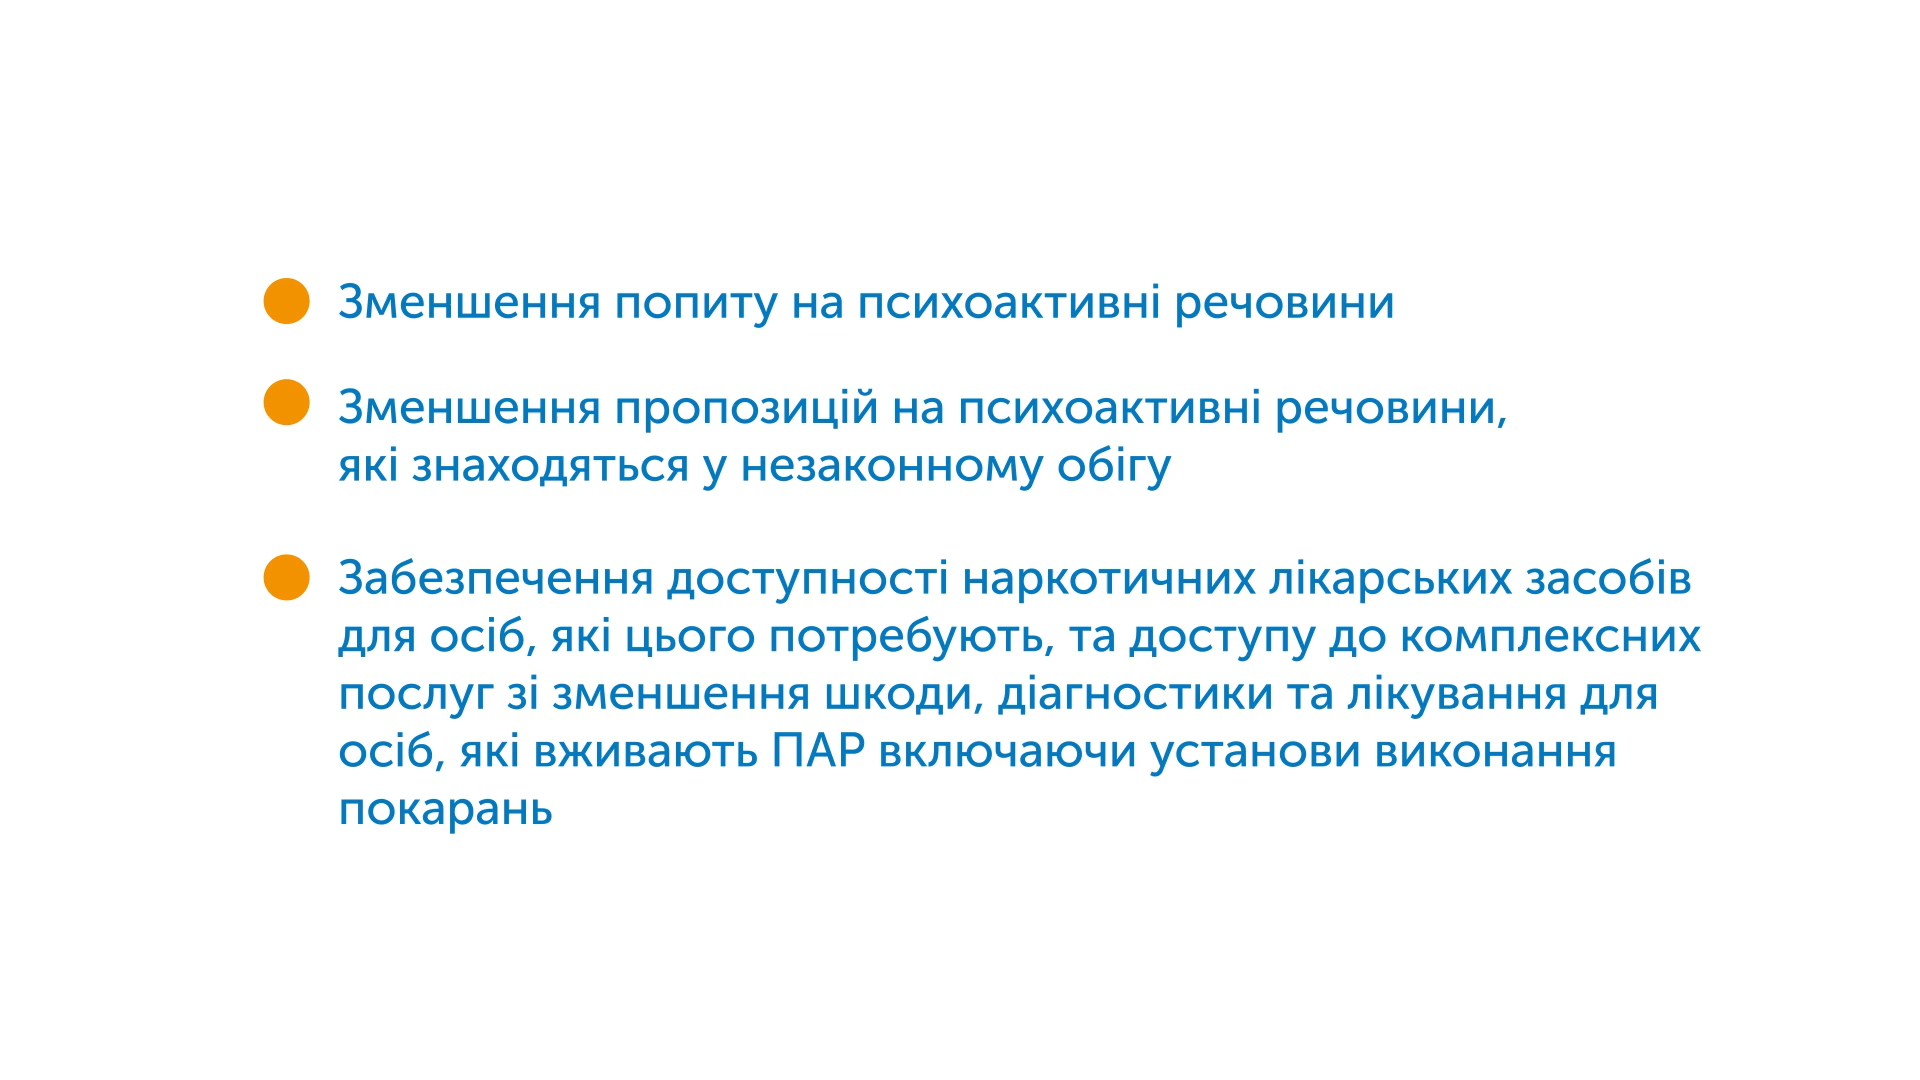 Зменшення попиту на психоактивні речовини
Зменшення пропозицій на психоактивні речовини,
які знаходяться у незаконному обігу
Забезпечення доступності наркотичних лікарських засобів
для осіб, які цього потребують, та доступу до комплексних
послуг зі зменшення шкоди, діагностики та лікування для
осіб, які вживають ПАР включаючи установи виконання
покарань